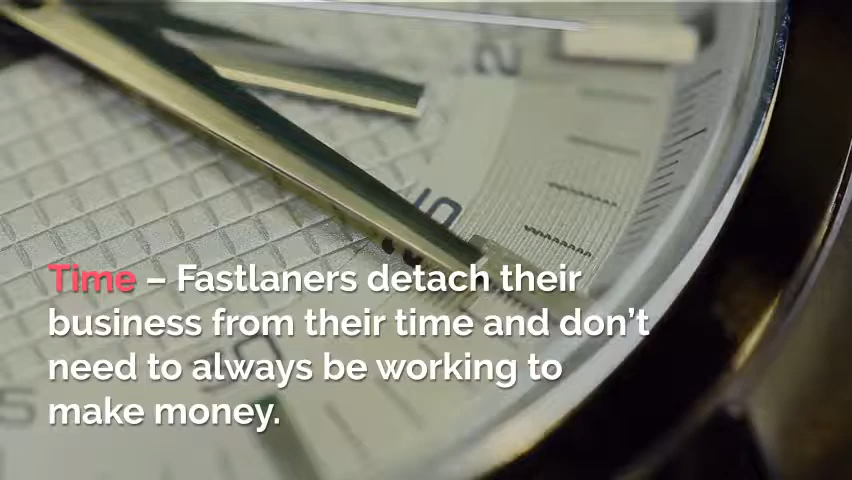 Time – Fastlaners detach their
business from their time and don’t
need to always be working to
make money.